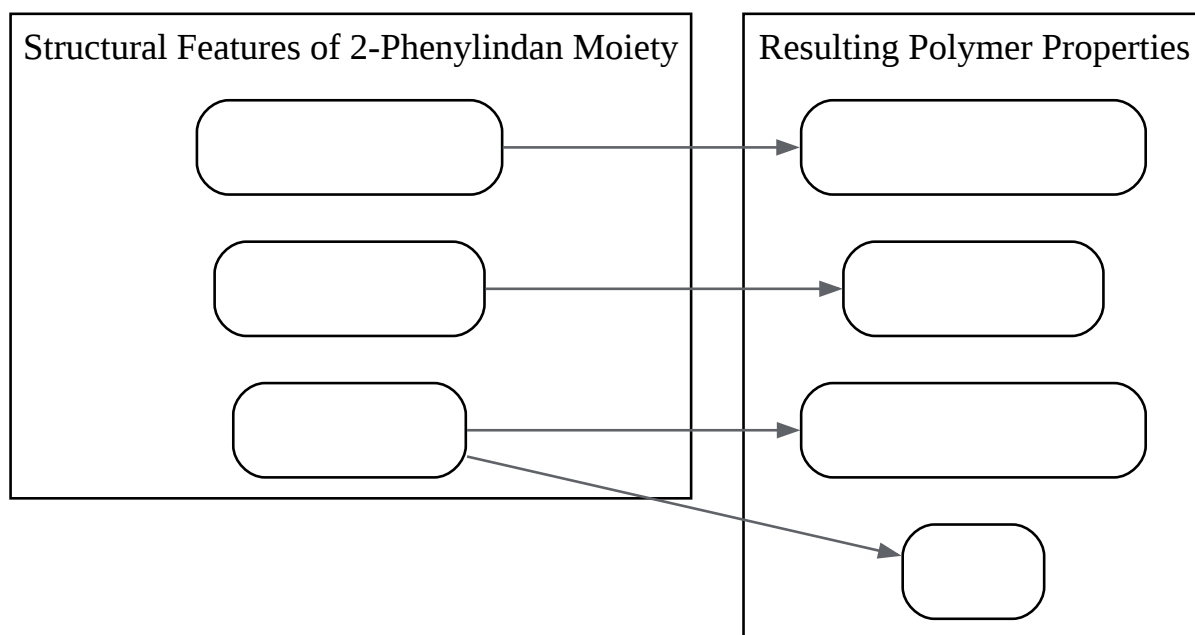 Structural Features of 2-Phenylindan Moiety
Resulting Polymer Properties